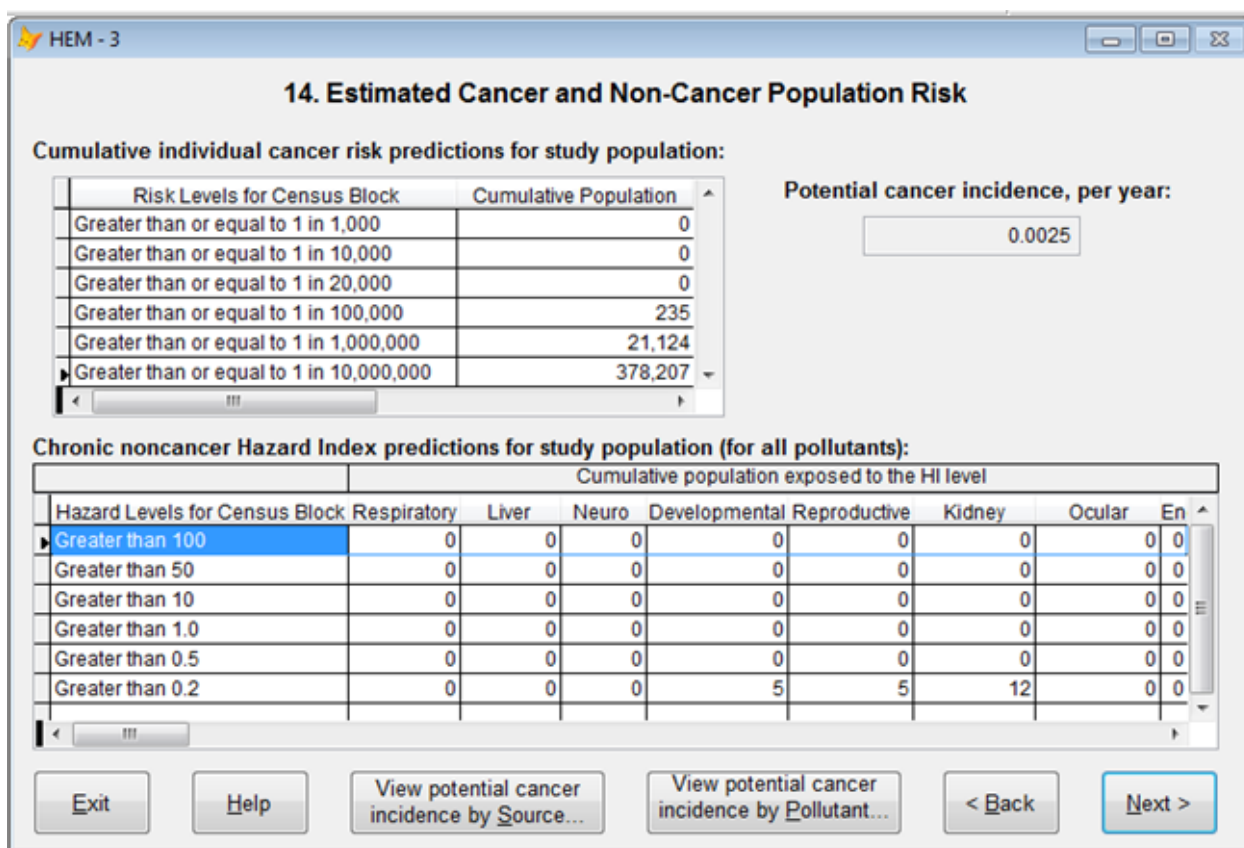 HEM - 3
14. Estimated Cancer and Non-Cancer Population Risk
Cumulative individual cancer risk predictions for study population:
Risk Levels for Census Block Cumulative Population
Greater than or equal to 1 in 1,000 0
Greater than or equal to 1 in 10,000 0
Greater than or equal to 1 in 20,000 0
Greater than or equal to 1 in 100,000 235
Greater than or equal to 1 in 1,000,000 21,124
Greater than or equal to 1 in 10,000,000 378,207
Potential cancer incidence, per year:
0.0025
Chronic noncancer Hazard Index predictions for study population (for all pollutants):
Cumulative population exposed to the HI level
Hazard Levels for Census Block Respiratory Liver Neuro Developmental Reproductive Kidney Ocular En
Greater than 100 0 0 0 0 0 0 0 0
Greater than 50 0 0 0 0 0 0 0 0
Greater than 10 0 0 0 0 0 0 0 0
Greater than 1.0 0 0 0 0 0 0 0 0
Greater than 0.5 0 0 0 0 0 0 0 0
Greater than 0.2 0 0 0 5 5 12 0 0
Exit
Help
View potential cancer
incidence by Source...
View potential cancer
incidence by Pollutant...
< Back
Next >